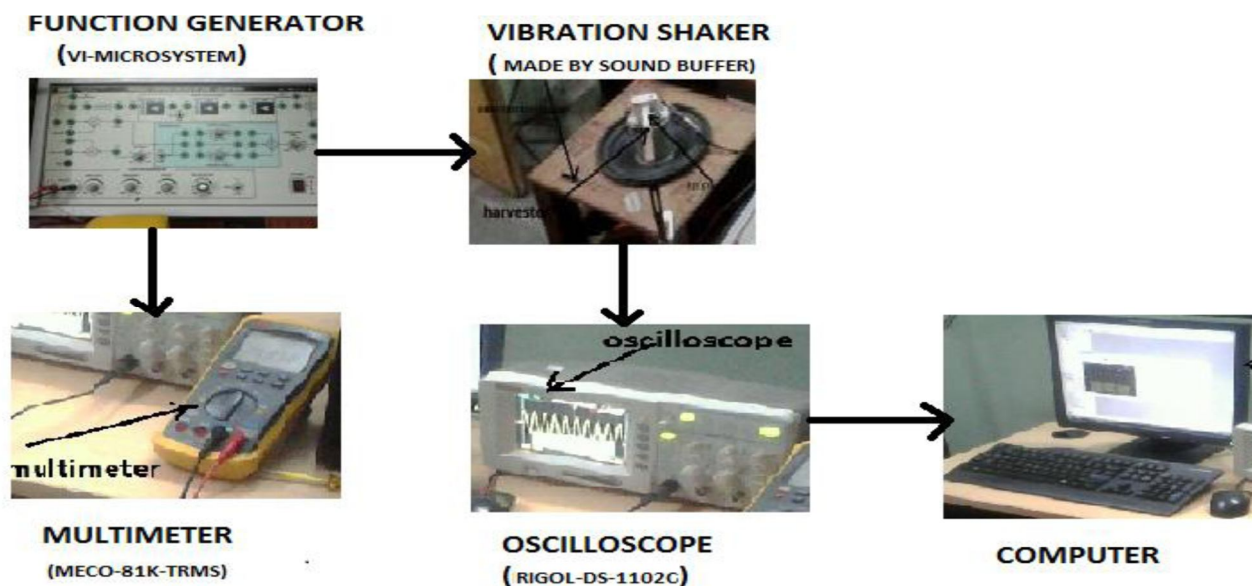 FUNCTION GENERATOR
(VI-MICROSYSTEM)
VIBRATION SHAKER
( MADE BY SOUND BUFFER)
harvester
oscilloscope
multimeter
MULTIMETER
(MECO-81K-TRMS)
OSCILLOSCOPE
(RIGOL-DS-1102C)
COMPUTER